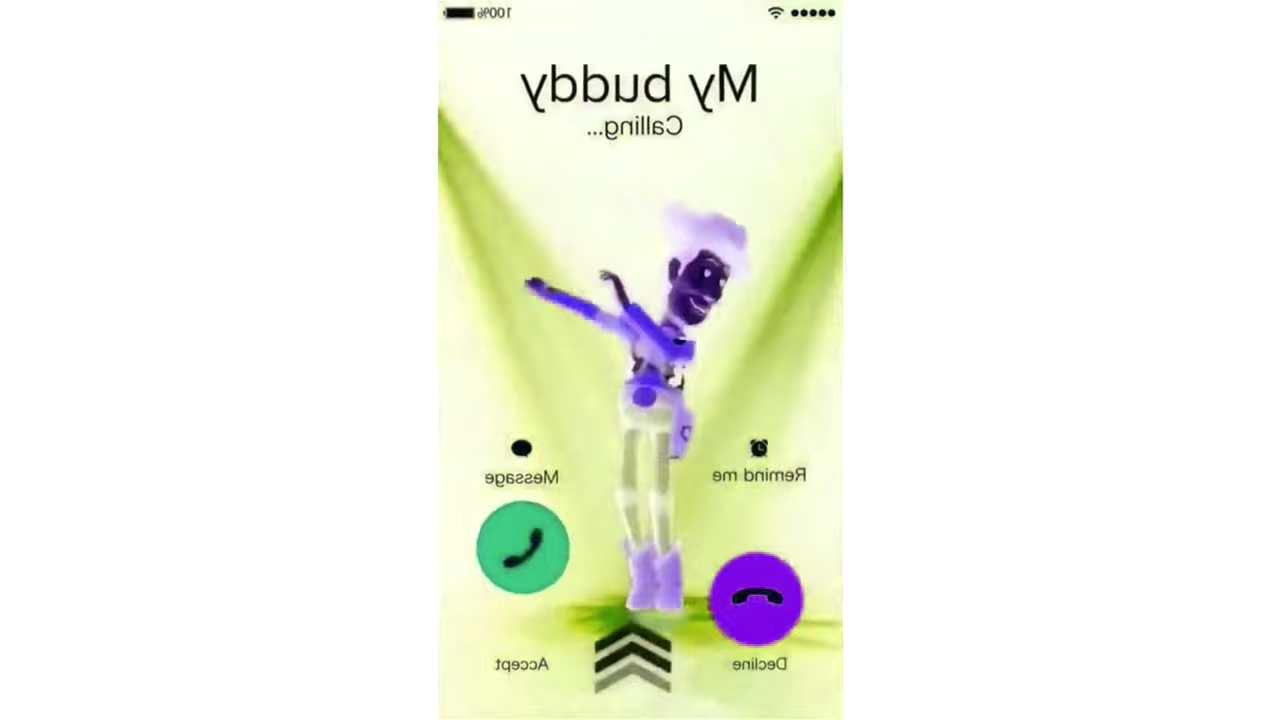 100%
My buddy
Calling...
Remind me
Message
Decline
Accept